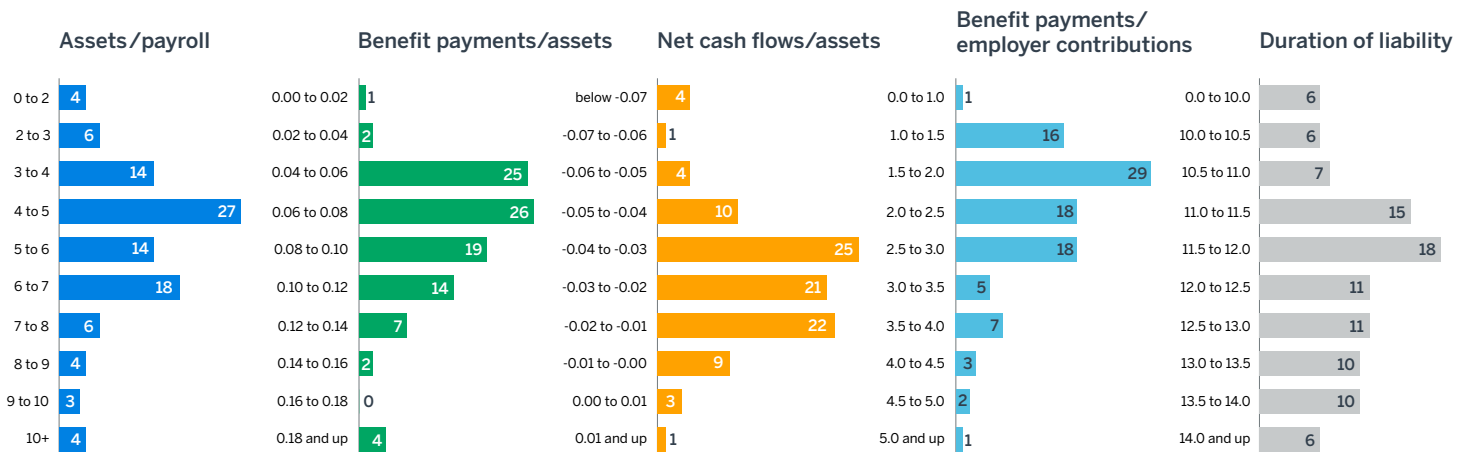 Assets/payroll
0 to 2 4
2 to 3 6
3 to 4 14
4 to 5 27
5 to 6 14
6 to 7 18
7 to 8 6
8 to 9 4
9 to 10 3
10+ 4
Benefit payments/assets
0.00 to 0.02 1
0.02 to 0.04 2
0.04 to 0.06 25
0.06 to 0.08 26
0.08 to 0.10 19
0.10 to 0.12 14
0.12 to 0.14 7
0.14 to 0.16 2
0.16 to 0.18 0
0.18 and up 4
Net cash flows/assets
below -0.07 4
-0.07 to -0.06 1
-0.06 to -0.05 4
-0.05 to -0.04 10
-0.04 to -0.03 25
-0.03 to -0.02 21
-0.02 to -0.01 22
-0.01 to -0.00 9
0.00 to 0.01 3
0.01 and up 1
Benefit payments/
employer contributions
0.0 to 1.0 1
1.0 to 1.5 16
1.5 to 2.0 29
2.0 to 2.5 18
2.5 to 3.0 18
3.0 to 3.5 5
3.5 to 4.0 7
4.0 to 4.5 3
4.5 to 5.0 2
5.0 and up 1
Duration of liability
0.0 to 10.0 6
10.0 to 10.5 6
10.5 to 11.0 7
11.0 to 11.5 15
11.5 to 12.0 18
12.0 to 12.5 11
12.5 to 13.0 11
13.0 to 13.5 10
13.5 to 14.0 10
14.0 and up 6